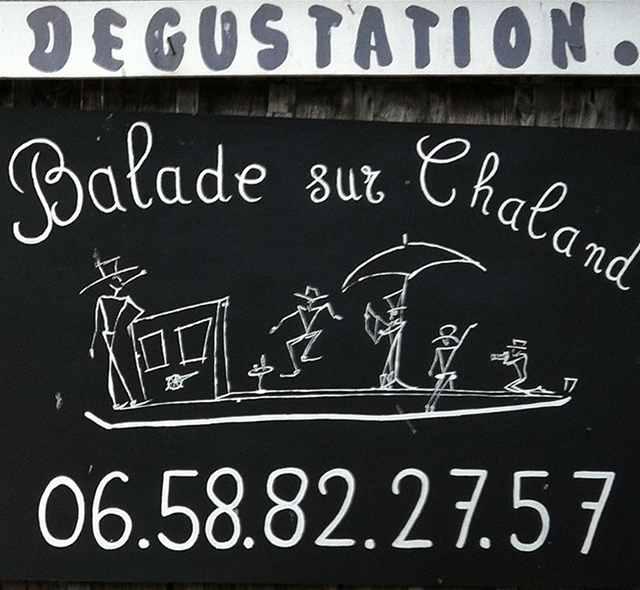 DEGUSTATION.
Balade sur Chaland
06.58.82.27.57